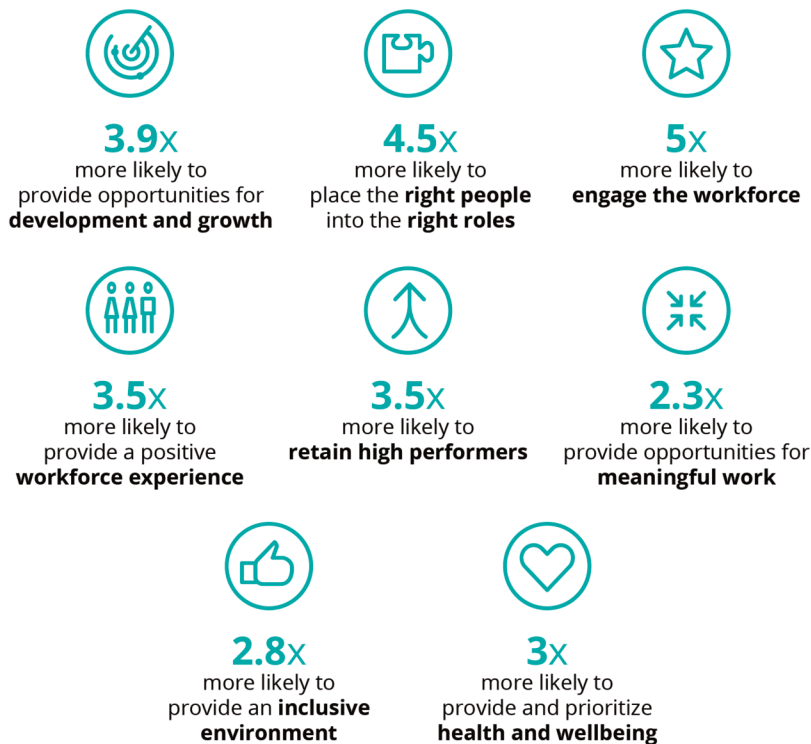 3.9x
more likely to
provide opportunities for
development and growth
4.5x
more likely to
place the right people
into the right roles
5x
more likely to
engage the workforce
3.5x
more likely to
provide a positive
workforce experience
3.5x
more likely to
retain high performers
2.3x
more likely to
provide opportunities for
meaningful work
2.8x
more likely to
provide an inclusive
environment
3x
more likely to
provide and prioritize
health and wellbeing